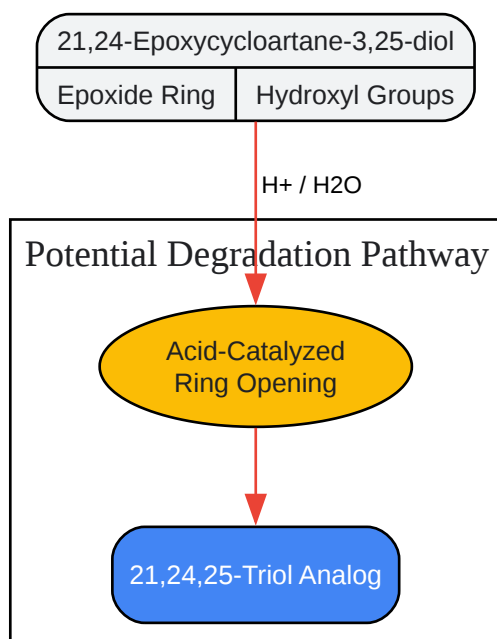 21,24-Epoxycycloartane-3,25-diol
Epoxide Ring
Hydroxyl Groups
H+ / H2O
Potential Degradation Pathway
Acid-Catalyzed
Ring Opening
21,24,25-Triol Analog